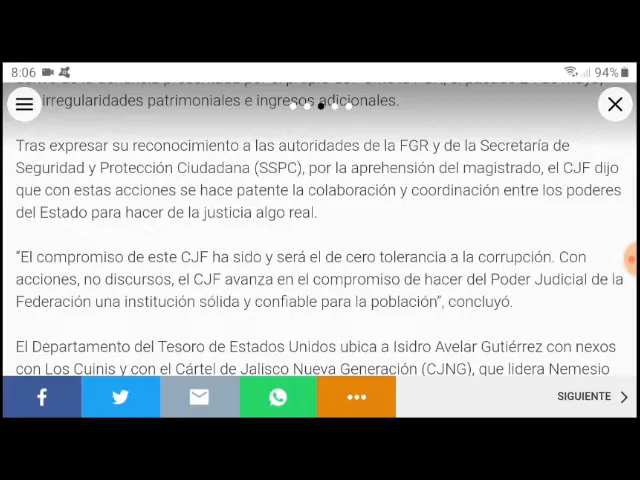 8:06
94%
irregularidades patrimoniales e ingresos adicionales.
Tras expresar su reconocimiento a las autoridades de la FGR y de la Secretaría de
Seguridad y Protección Ciudadana (SSPC), por la aprehensión del magistrado, el CJF dijo
que con estas acciones se hace patente la colaboración y coordinación entre los poderes
del Estado para hacer de la justicia algo real.
“El compromiso de este CJF ha sido y será el de cero tolerancia a la corrupción. Con
acciones, no discursos, el CJF avanza en el compromiso de hacer del Poder Judicial de la
Federación una institución sólida y confiable para la población”, concluyó.
El Departamento del Tesoro de Estados Unidos ubica a Isidro Avelar Gutiérrez con nexos
con Los Cuinis y con el Cártel de Jalisco Nueva Generación (CJNG), que lidera Nemesio
SIGUIENTE